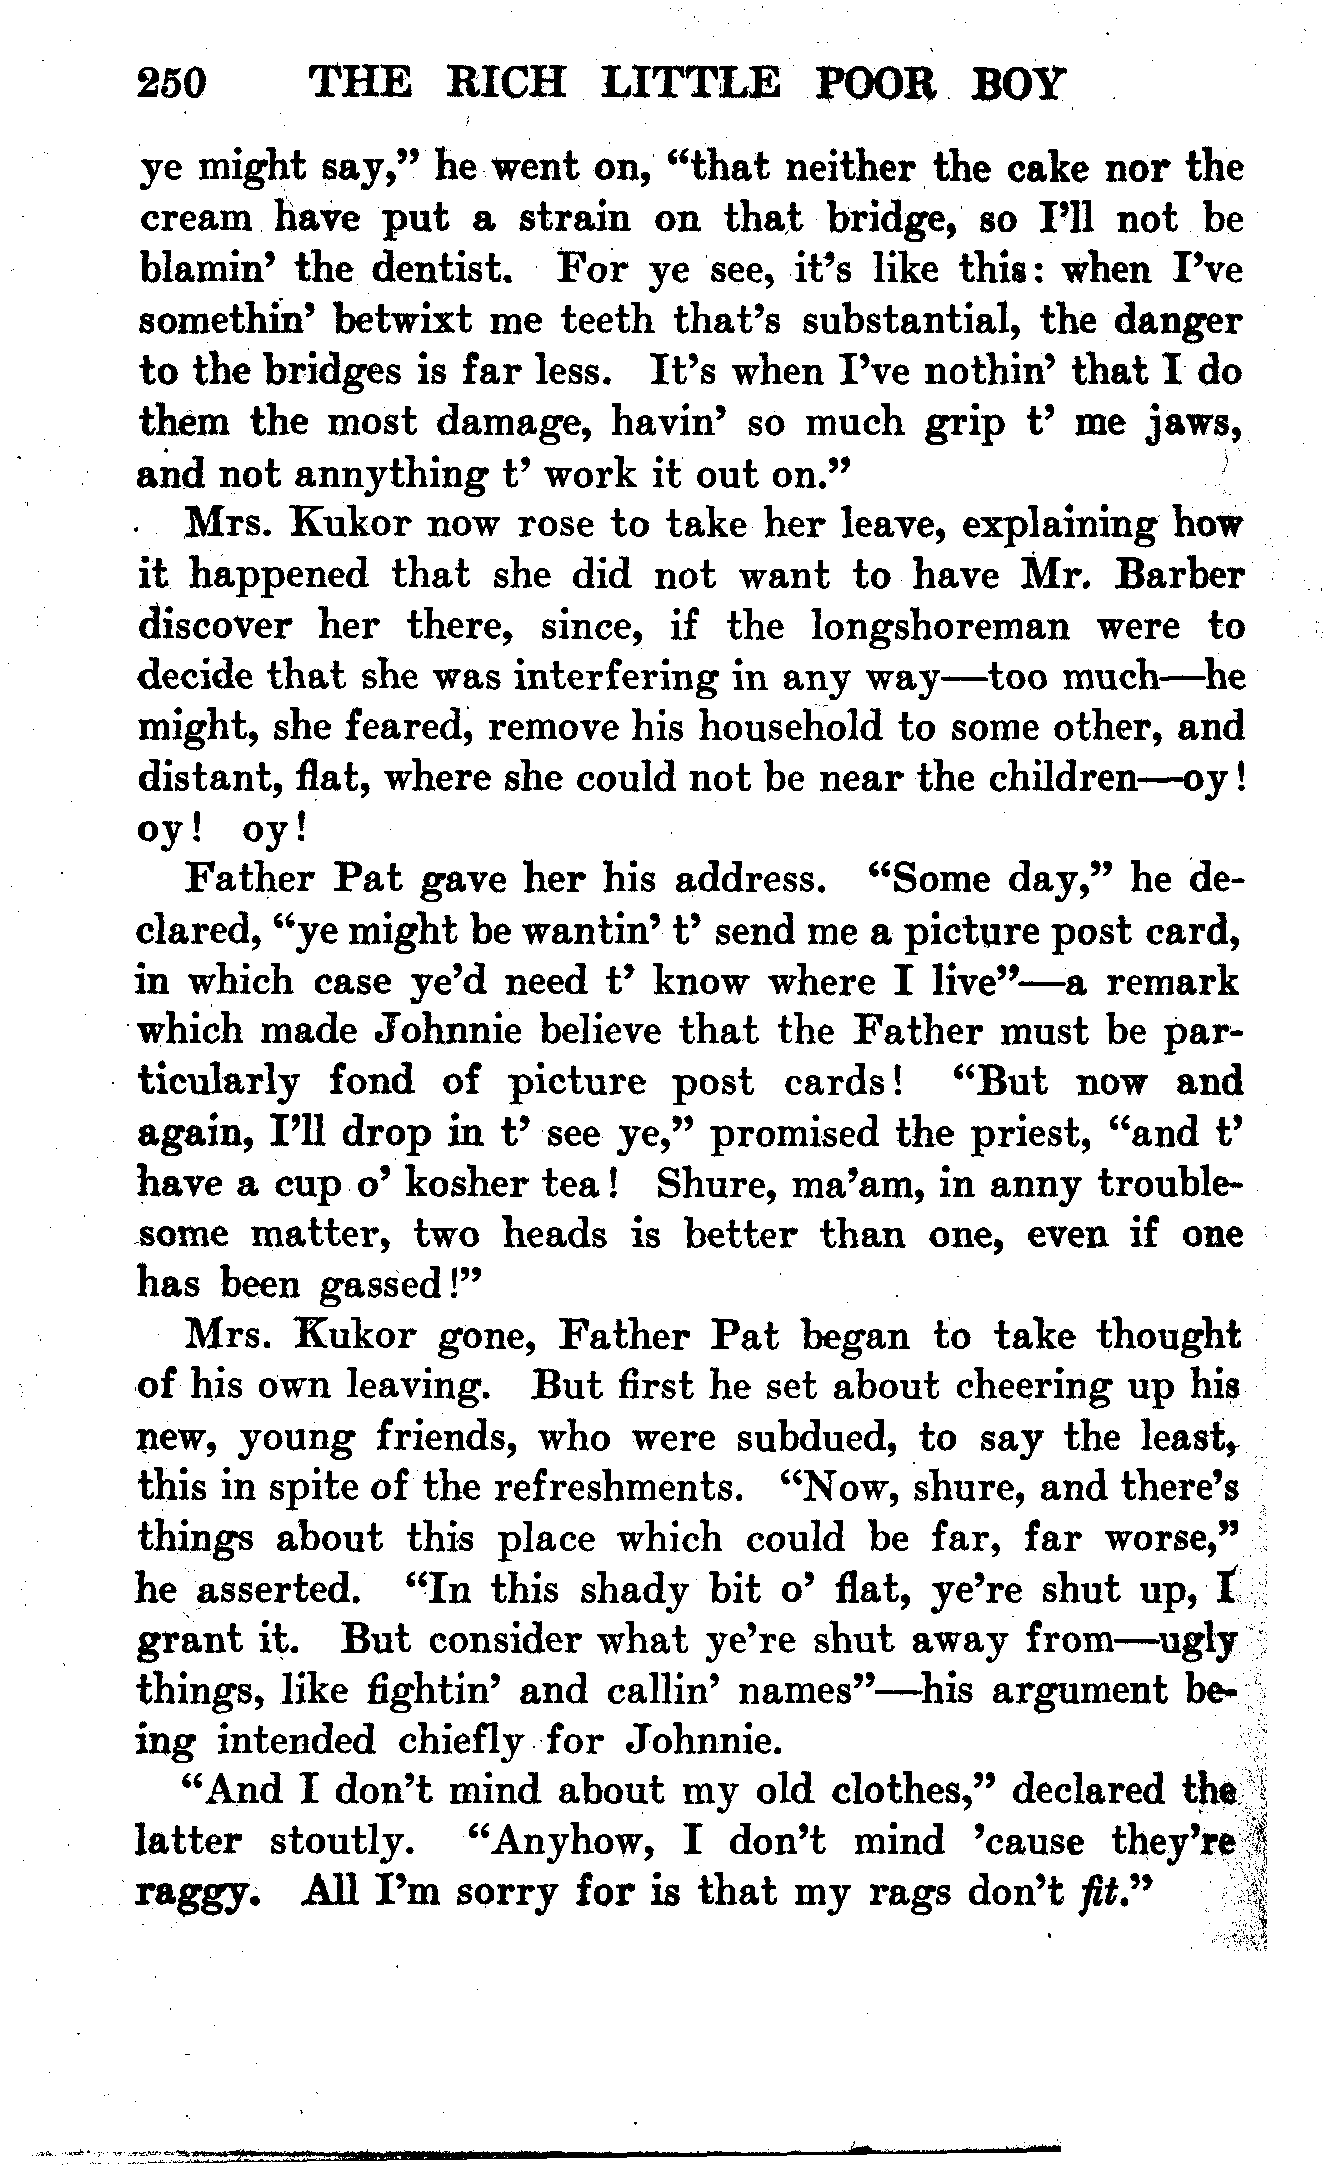 250 THE RICH LITTLE POOR BOY
ye might say,” he went on, “that neither the cake nor the
cream have put a strain on that bridge, so I’ll not be
blamin’ the dentist. For ye see, it’s like this: when I’ve
somethin’ betwixt me teeth that’s substantial, the danger
to the bridges is far less. It’s when I’ve nothin’ that I do
them the most damage, havin’ so much grip t’ me jaws,
and not annything t’ work it out on.”
Mrs. Kukor now rose to take her leave, explaining how
it happened that she did not want to have Mr. Barber
discover her there, since, if the longshoreman were to
decide that she was interfering in any way—too much—he
might, she feared, remove his household to some other, and
distant, flat, where she could not be near the children—oy!
oy! oy!
Father Pat gave her his address. “Some day,” he de-
clared, “ye might be wantin’ t’ send me a picture post card,
in which case ye’d need t’ know where I live”—a remark
which made Johnnie believe that the Father must be par-
ticularly fond of picture post cards! “But now and
again, I’ll drop in t’ see ye,” promised the priest, “and t’
have a cup o’ kosher tea! Shure, ma’am, in anny trouble-
some matter, two heads is better than one, even if one
has been gassed!”
Mrs. Kukor gone, Father Pat began to take thought
of his own leaving. But first he set about cheering up his
new, young friends, who were subdued, to say the least,
this in spite of the refreshments. “Now, shure, and there’s
things about this place which could be far, far worse,”
he asserted. “In this shady bit o’ flat, ye’re shut up, I
grant it. But consider what ye’re shut away from—ugly
things, like fightin’ and callin’ names”—his argument be-
ing intended chiefly for Johnnie.
“And I don’t mind about my old clothes,” declared the
latter stoutly. “Anyhow, I don’t mind ’cause they’re
raggy. All I’m sorry for is that my rags don’t fit.”